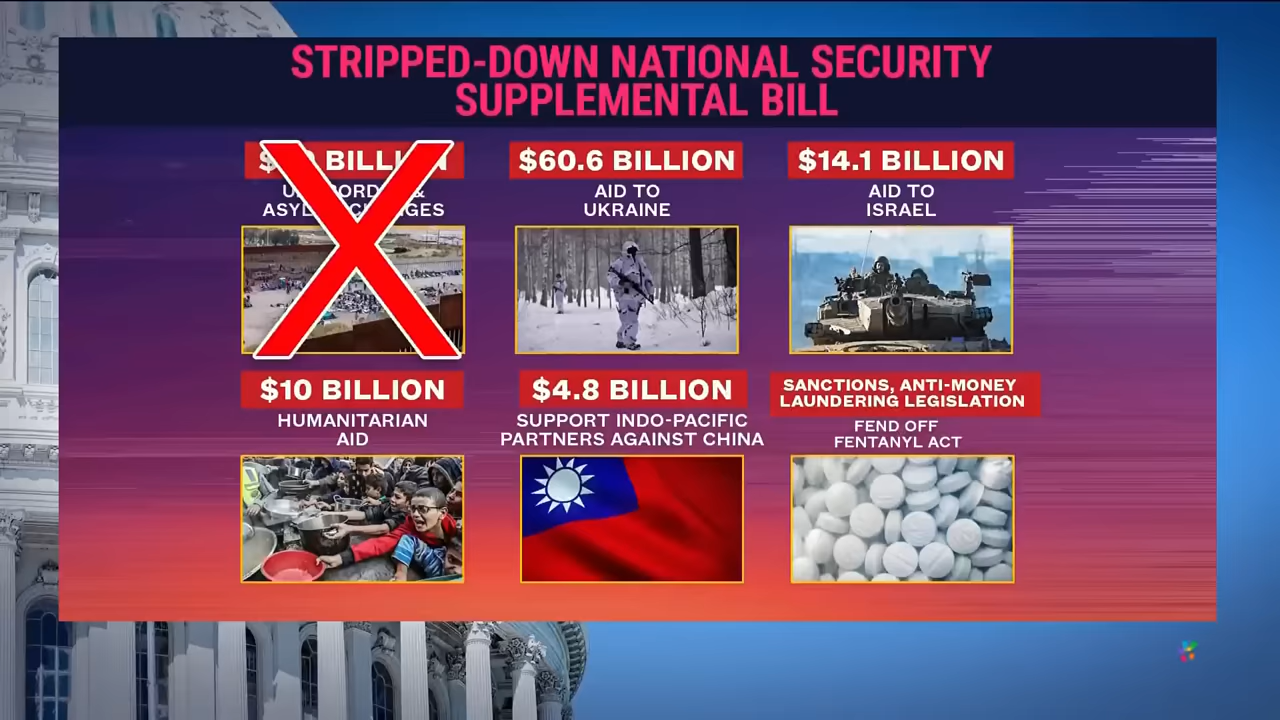 STRIPPED-DOWN NATIONAL SECURITY
SUPPLEMENTAL BILL
BILLION
&
$60.6 BILLION
AID TO
UKRAINE
$14.1 BILLION
AID TO
ISRAEL
$10 BILLION
HUMANITARIAN
AID
$4.8 BILLION
SUPPORT INDO-PACIFIC
PARTNERS AGAINST CHINA
SANCTIONS, ANTI-MONEY
LAUNDERING LEGISLATION
FEND OFF
FENTANYL ACT